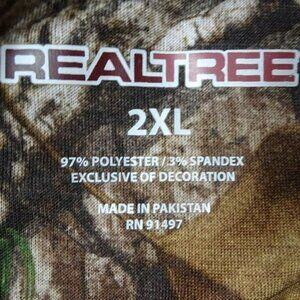 REALTREE
2XL
97% POLYESTER / 3% SPANDEX
EXCLUSIVE OF DECORATION
MADE IN PAKISTAN
RN 91497